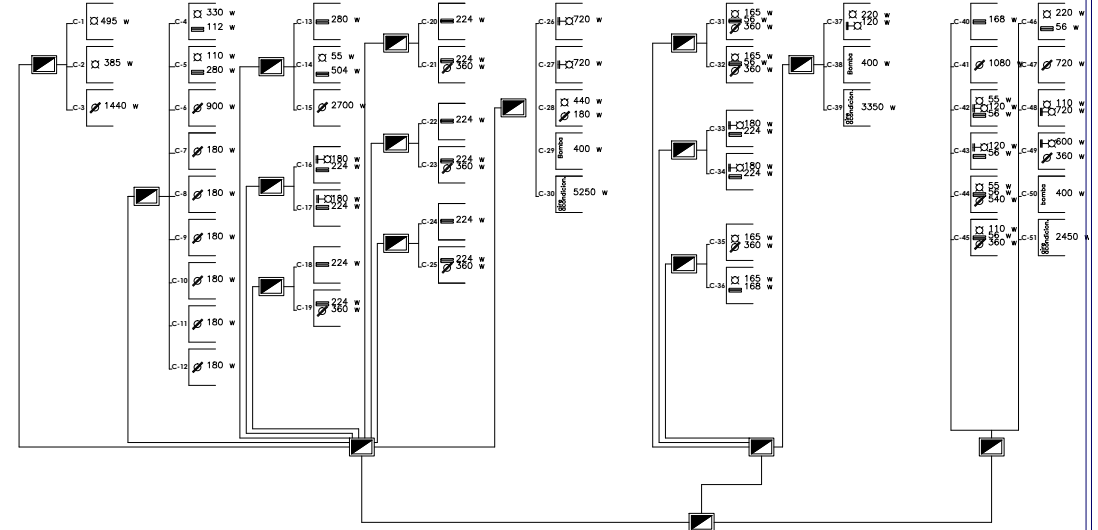 C-1 495 W
C-2 385 W
C-3 1440 W
C-4 330 W
112 W
C-5 110 W
280 W
C-6 900 W
C-7 180 W
C-8 180 W
C-9 180 W
C-10 180 W
C-11 180 W
C-12 180 W
C-13 280 W
C-14 55 W
504 W
C-15 2700 W
C-16 180 W
224 W
C-17 180 W
224 W
C-18 224 W
C-19 224 W
360 W
C-20 224 W
C-21 224 W
360 W
C-22 224 W
C-23 224 W
360 W
C-24 224 W
C-25 224 W
360 W
C-26 720 W
C-27 720 W
C-28 440 W
180 W
C-29 Bomba 400 W
C-30 aire acondicion. 5250 W
C-31 165 W
56 W
360 W
C-32 165 W
56 W
360 W
C-33 180 W
224 W
C-34 180 W
224 W
C-35 165 W
360 W
C-36 165 W
168 W
C-37 220 W
120 W
C-38 Bomba 400 W
C-39 aire acondicion. 3350 W
C-40 168 W
C-41 1080 W
C-42 55 W
120 W
56 W
C-43 120 W
56 W
C-44 55 W
56 W
540 W
C-45 110 W
56 W
360 W
C-46 220 W
56 W
C-47 720 W
C-48 110 W
720 W
C-49 600 W
360 W
C-50 bomba 400 W
C-51 aire acondicion. 2450 W